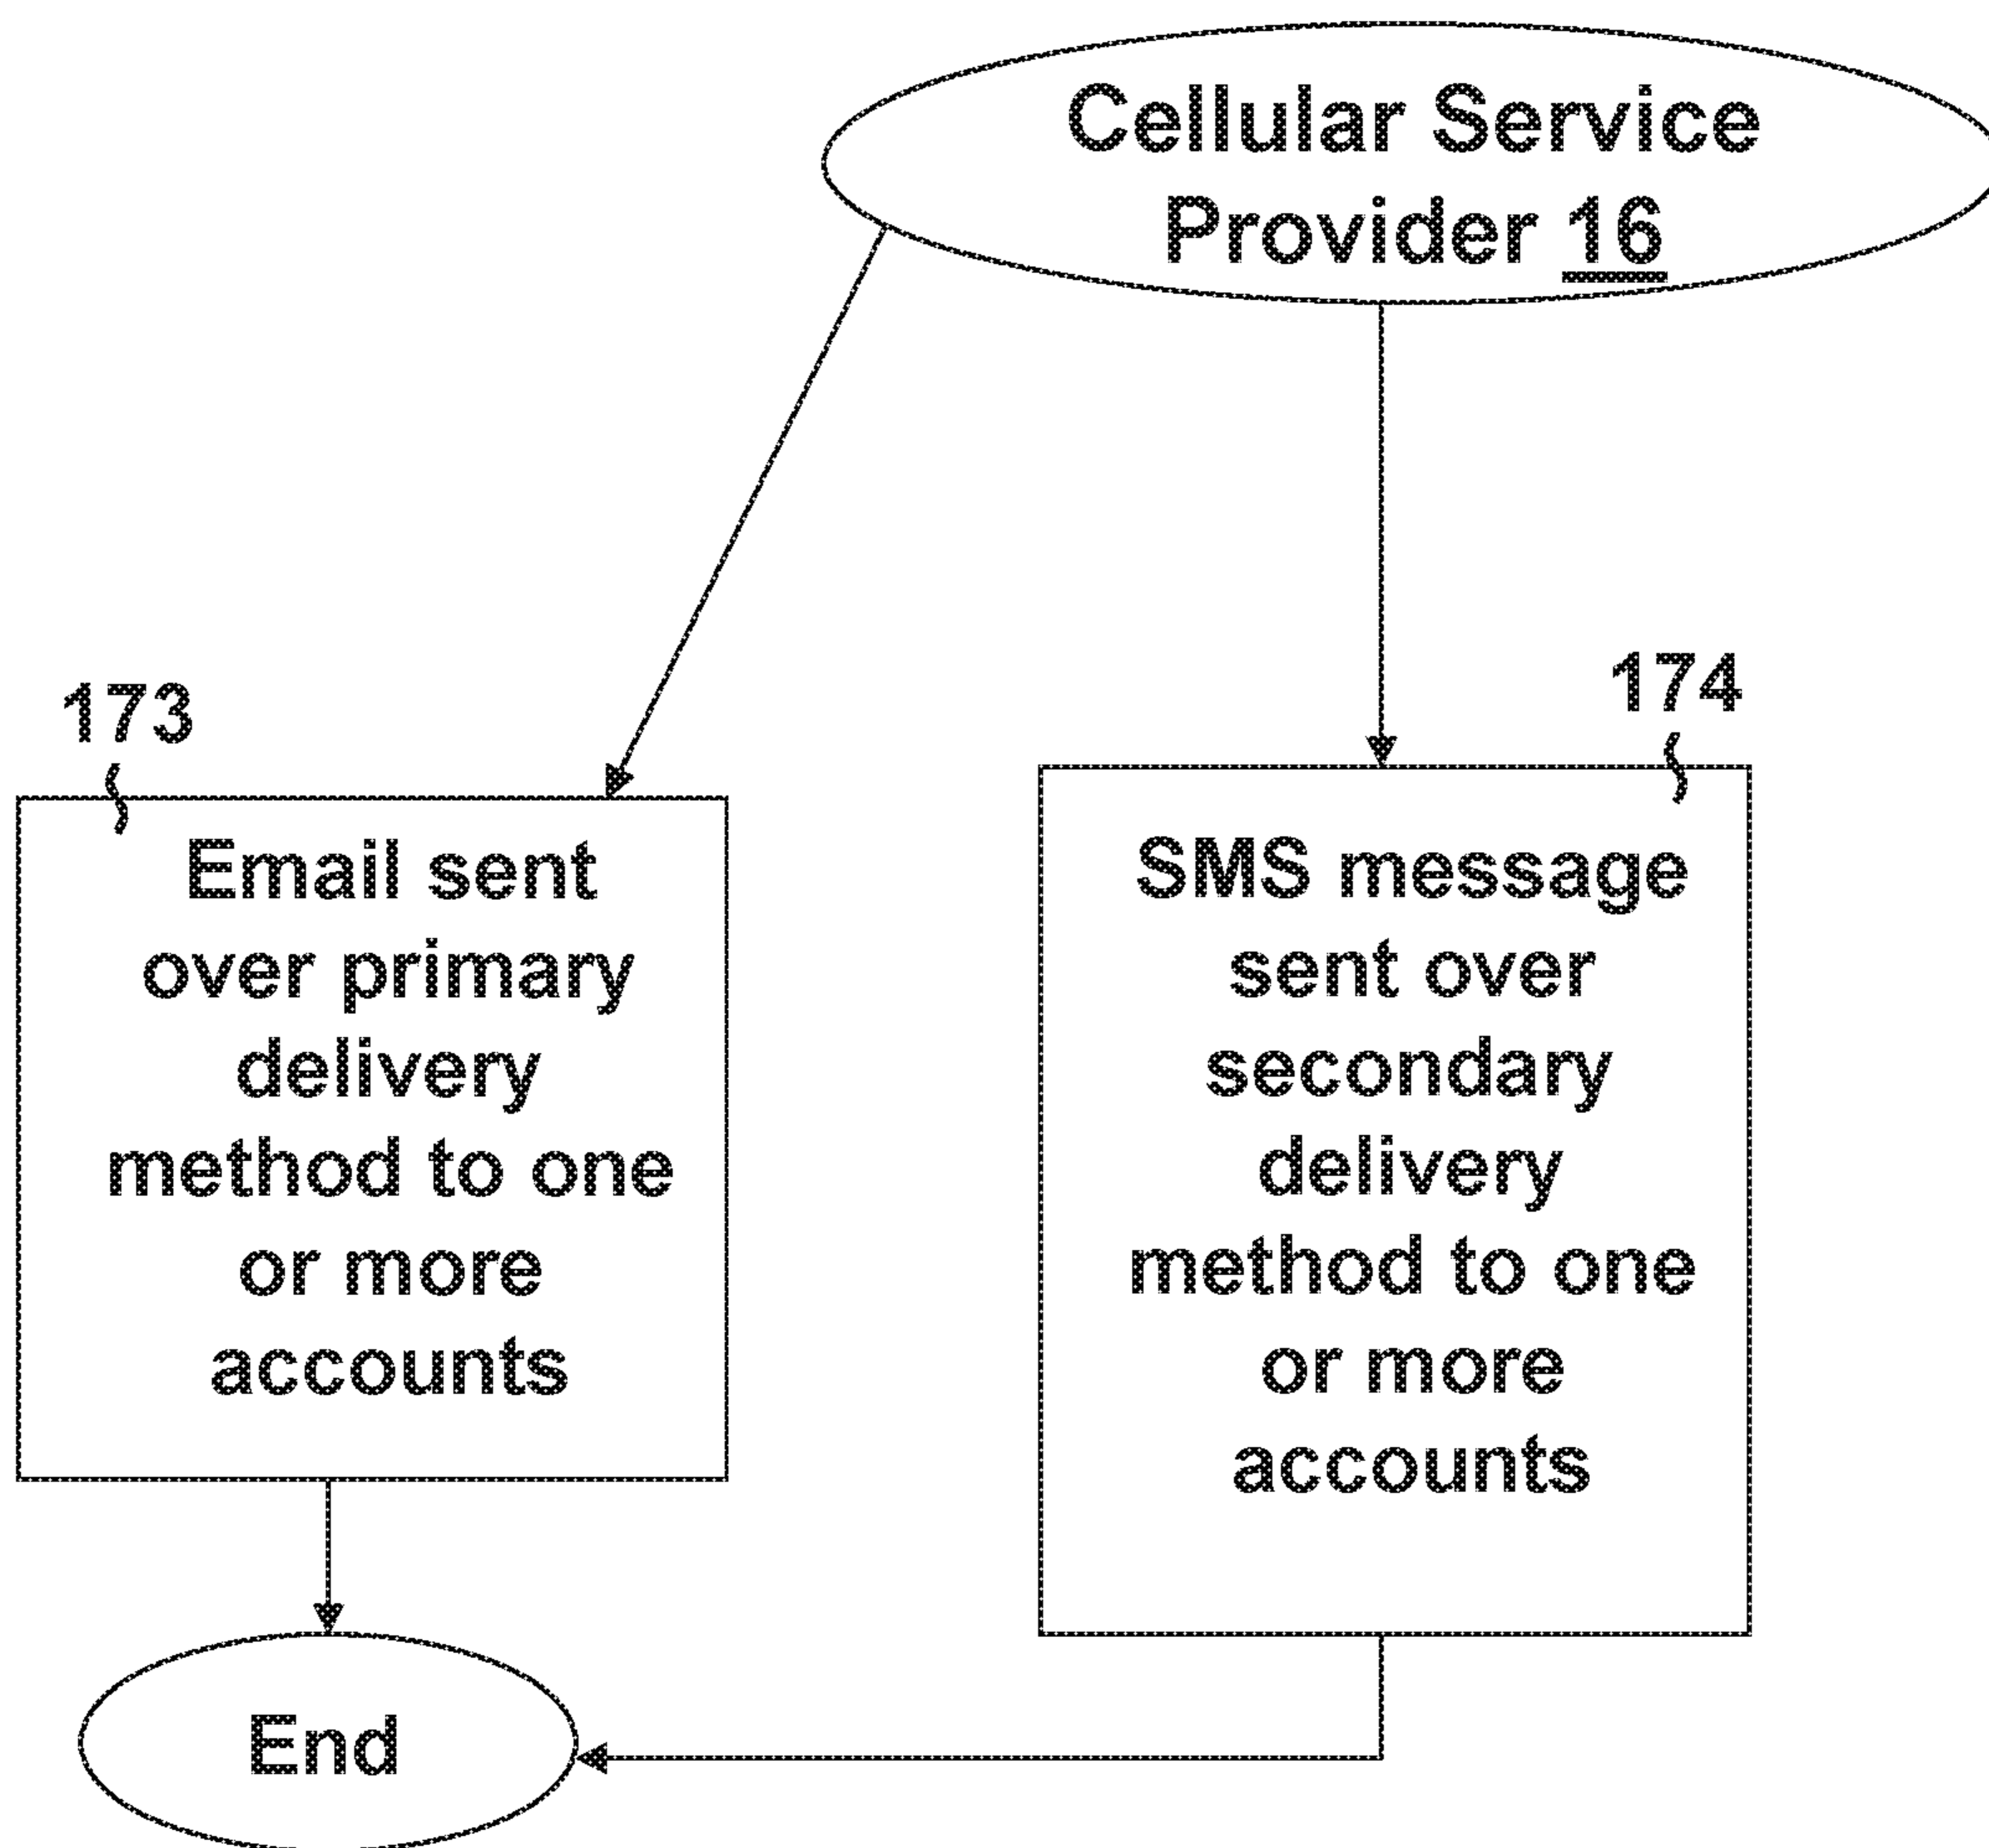 Cellular Service
Provider 16
173
174
Email sent
over primary
delivery
method to one
or more
accounts
SMS message
sent over
secondary
delivery
method to one
or more
accounts
End